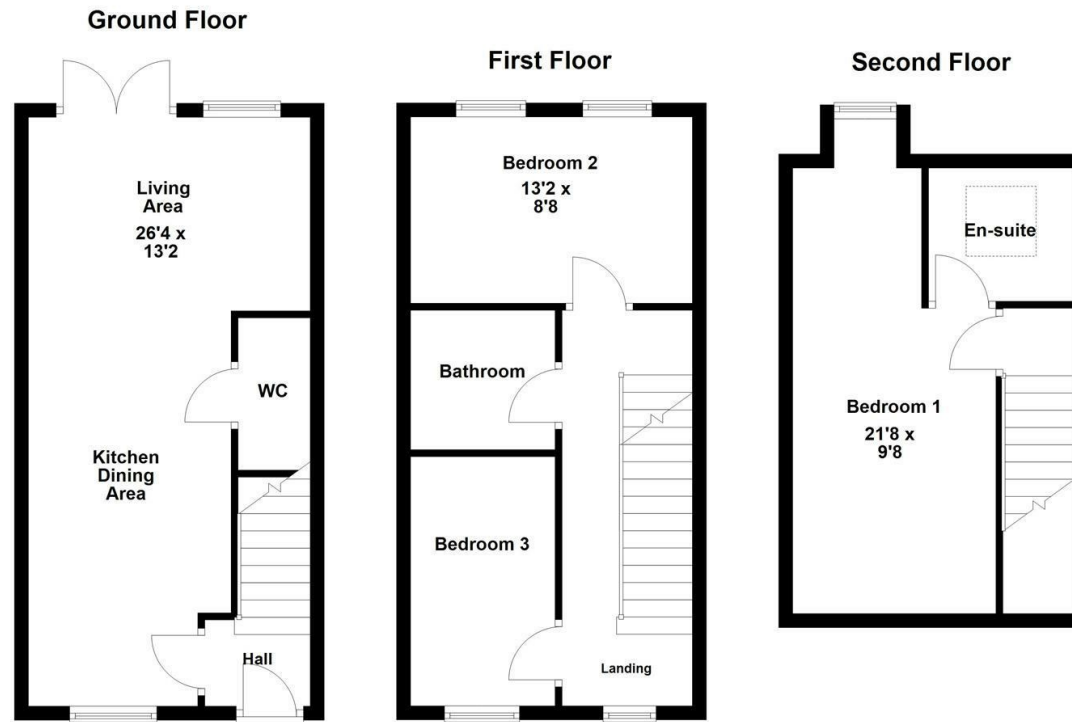 Ground Floor
Living
Area
26'4 x
13'2
WC
Kitchen
Dining
Area
Hall
First Floor
Bedroom 2
13'2 x
8'8
Bathroom
Bedroom 3
Landing
Second Floor
En-suite
Bedroom 1
21'8 x
9'8